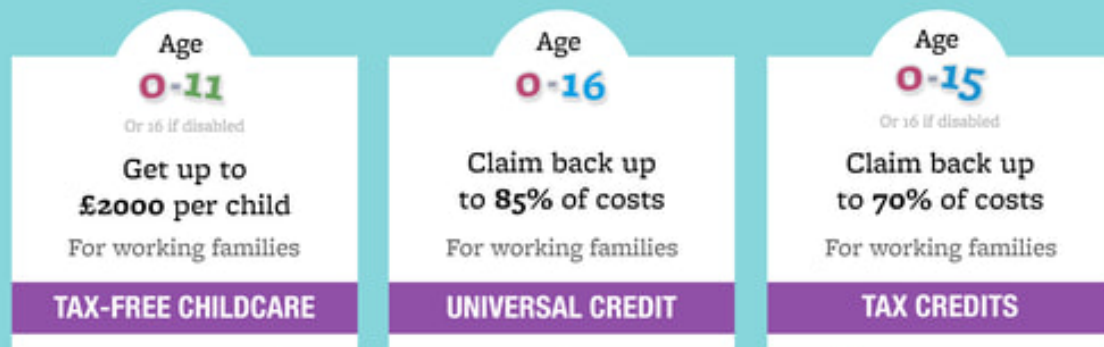 Age
0-11
Or 16 if disabled
Get up to
£2000 per child
For working families
TAX-FREE CHILDCARE
Age
0-16
Claim back up
to 85% of costs
For working families
UNIVERSAL CREDIT
Age
0-15
Or 16 if disabled
Claim back up
to 70% of costs
For working families
TAX CREDITS